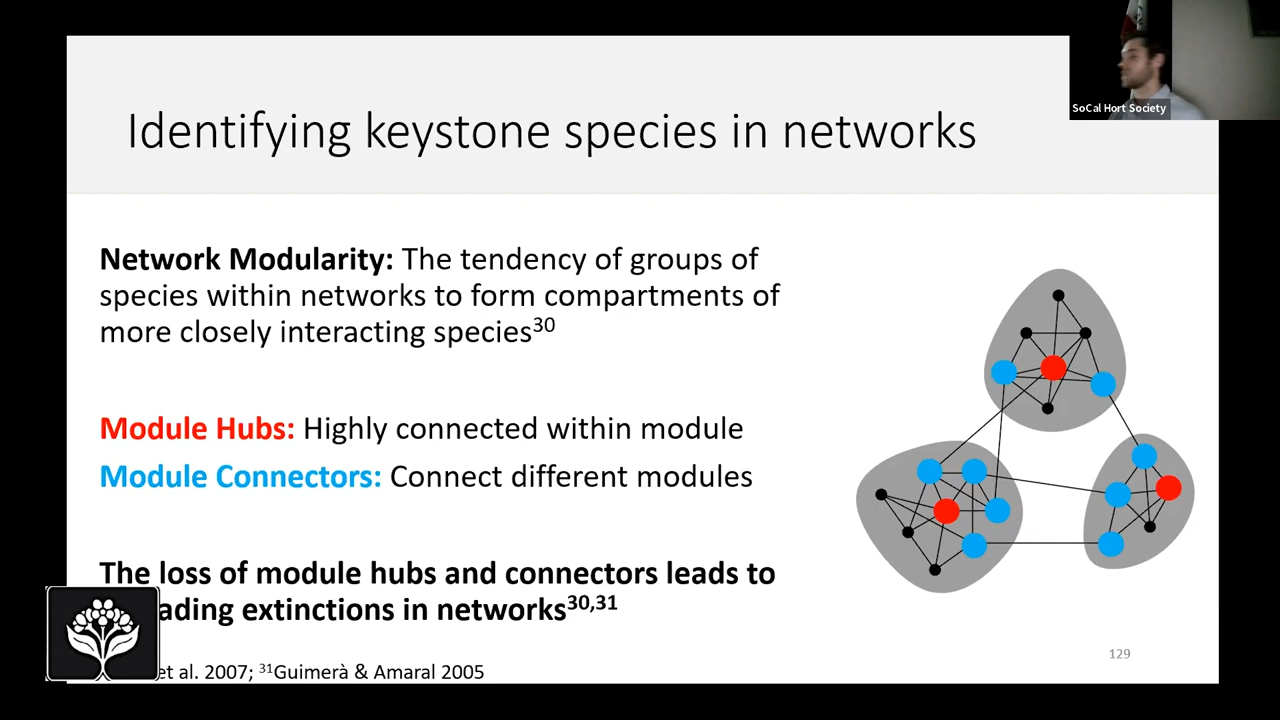 SoCal Hort Society
Identifying keystone species in networks
Network Modularity: The tendency of groups of
species within networks to form compartments of
more closely interacting species30
Module Hubs: Highly connected within module
Module Connectors: Connect different modules
The loss of module hubs and connectors leads to
ading extinctions in networks30,31
et al. 2007; 31Guimerà & Amaral 2005
129